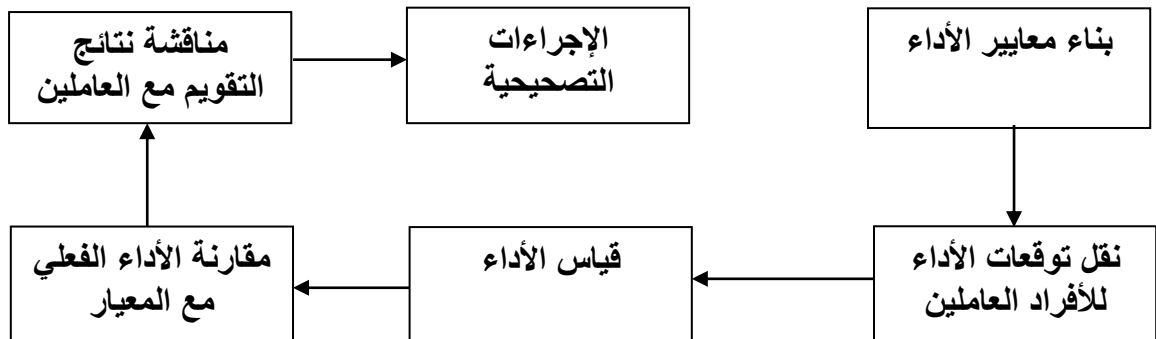 بناء معايير الأداء
نقل توقعات الأداء
للأفراد العاملين
قياس الأداء
مقارنة الأداء الفعلي
مع المعيار
مناقشة نتائج
التقويم مع العاملين
الإجراءات
التصحيحية